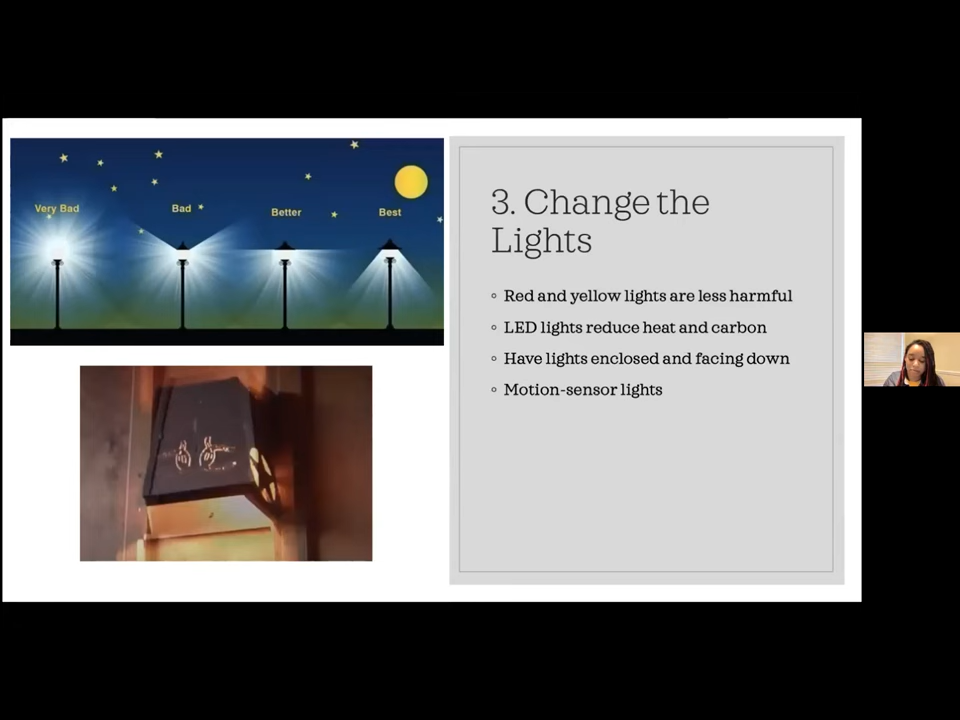 Very Bad
Bad
Better
Best
3. Change the
Lights
Red and yellow lights are less harmful
LED lights reduce heat and carbon
Have lights enclosed and facing down
Motion-sensor lights